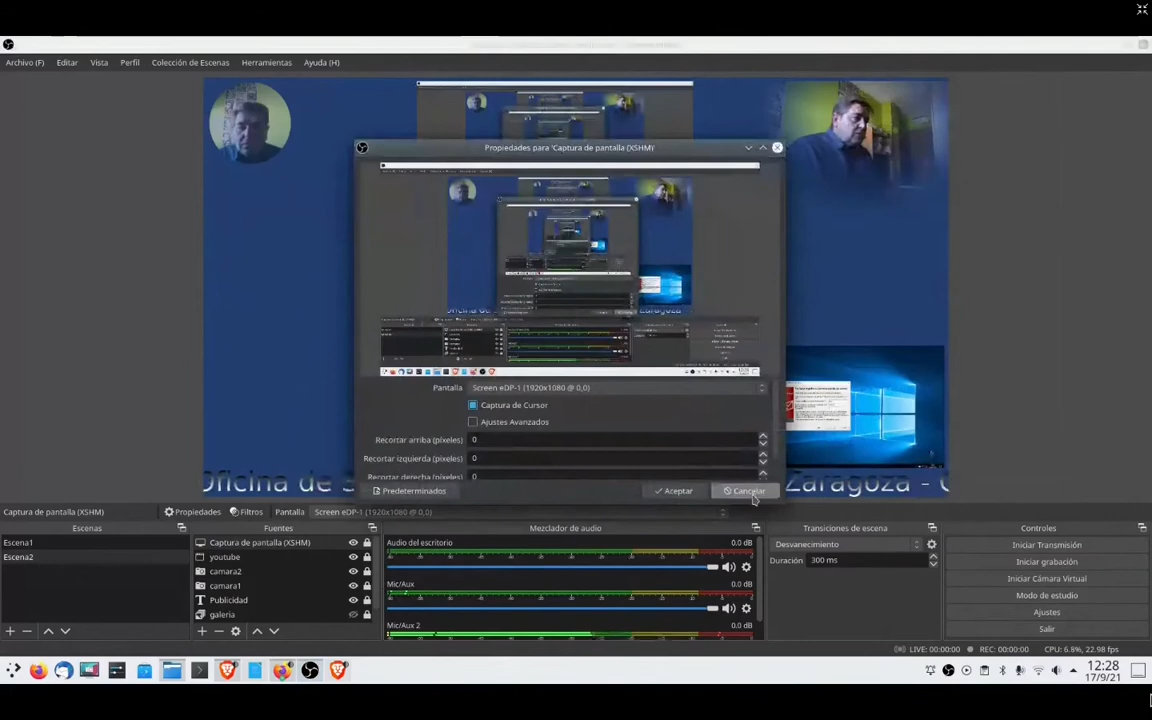 Archivo (F) Editar Vista Perfil Colección de Escenas Herramientas Ayuda (H)
Propiedades para 'Captura de pantalla (XSHM)'
Pantalla Screen eDP-1 (1920x1080 @ 0,0)
Captura de Cursor
Ajustes Avanzados
Recortar arriba (píxeles) 0
Recortar izquierda (píxeles) 0
Recortar derecha (píxeles) 0
Predeterminados Aceptar Cancelar
Oficina de S
Zaragoza -
Captura de pantalla (XSHM) Propiedades Filtros Pantalla Screen eDP-1 (1920x1080 @ 0,0)
Escenas
Escena1
Escena2
Fuentes
Captura de pantalla (XSHM)
youtube
camara2
camara1
Publicidad
galeria
Mezclador de audio
Audio del escritorio 0.0 dB
Mic/Aux 0.0 dB
Mic/Aux 2 0.0 dB
Transiciones de escena
Desvanecimiento
Duración 300 ms
Controles
Iniciar Transmisión
Iniciar grabación
Iniciar Cámara Virtual
Modo de estudio
Ajustes
Salir
LIVE: 00:00:00 REC: 00:00:00 CPU: 6.8%, 22.98 fps
12:28
17/9/21